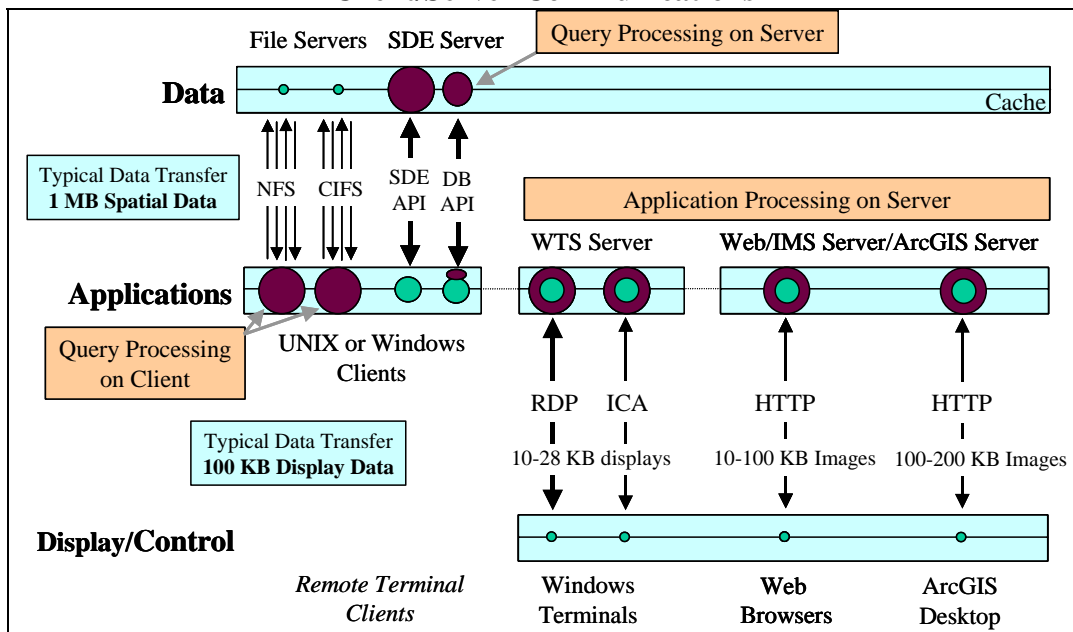 File Servers
SDE Server
Query Processing on Server
Data
Cache
Typical Data Transfer
1 MB Spatial Data
NFS
CIFS
SDE
API
DB
API
Application Processing on Server
WTS Server
Web/IMS Server/ArcGIS Server
Applications
Query Processing
on Client
UNIX or Windows
Clients
RDP
ICA
HTTP
HTTP
Typical Data Transfer
100 KB Display Data
10-28 KB displays
10-100 KB Images
100-200 KB Images
Display/Control
Remote Terminal
Clients
Windows
Terminals
Web
Browsers
ArcGIS
Desktop